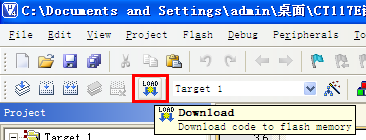 C:\Documents and Settings\admin\桌面\CT117E
File Edit View Project Flash Debug Peripherals Tools
LOAD Target 1
Project
LOAD Download
Download code to flash memory
Target 1